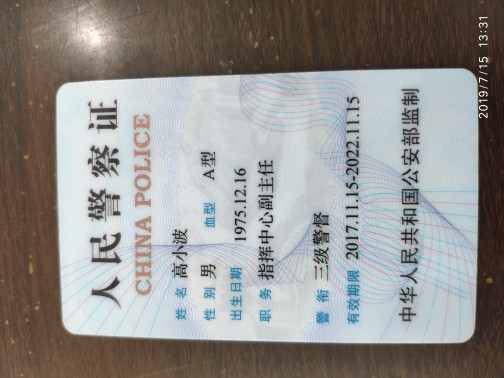 人民警察证
CHINA POLICE
姓 名 高小波
性 别 男 血型 A型
出生日期 1975.12.16
职 务 指挥中心副主任
警 衔 三级警督
有效期限 2017.11.15-2022.11.15
中华人民共和国公安部监制
2019/7/15 13:31